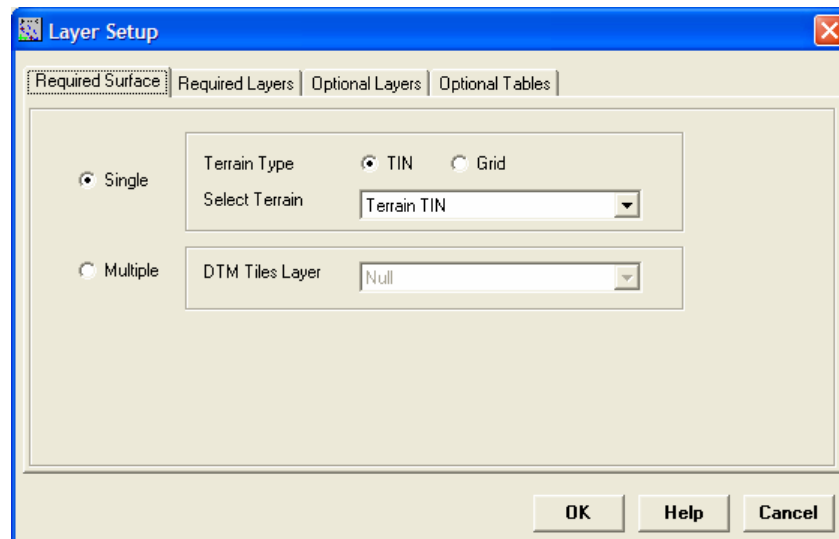 Layer Setup
Required Surface Required Layers Optional Layers Optional Tables
Single
Terrain Type TIN Grid
Select Terrain Terrain TIN
Multiple DTM Tiles Layer Null
OK Help Cancel